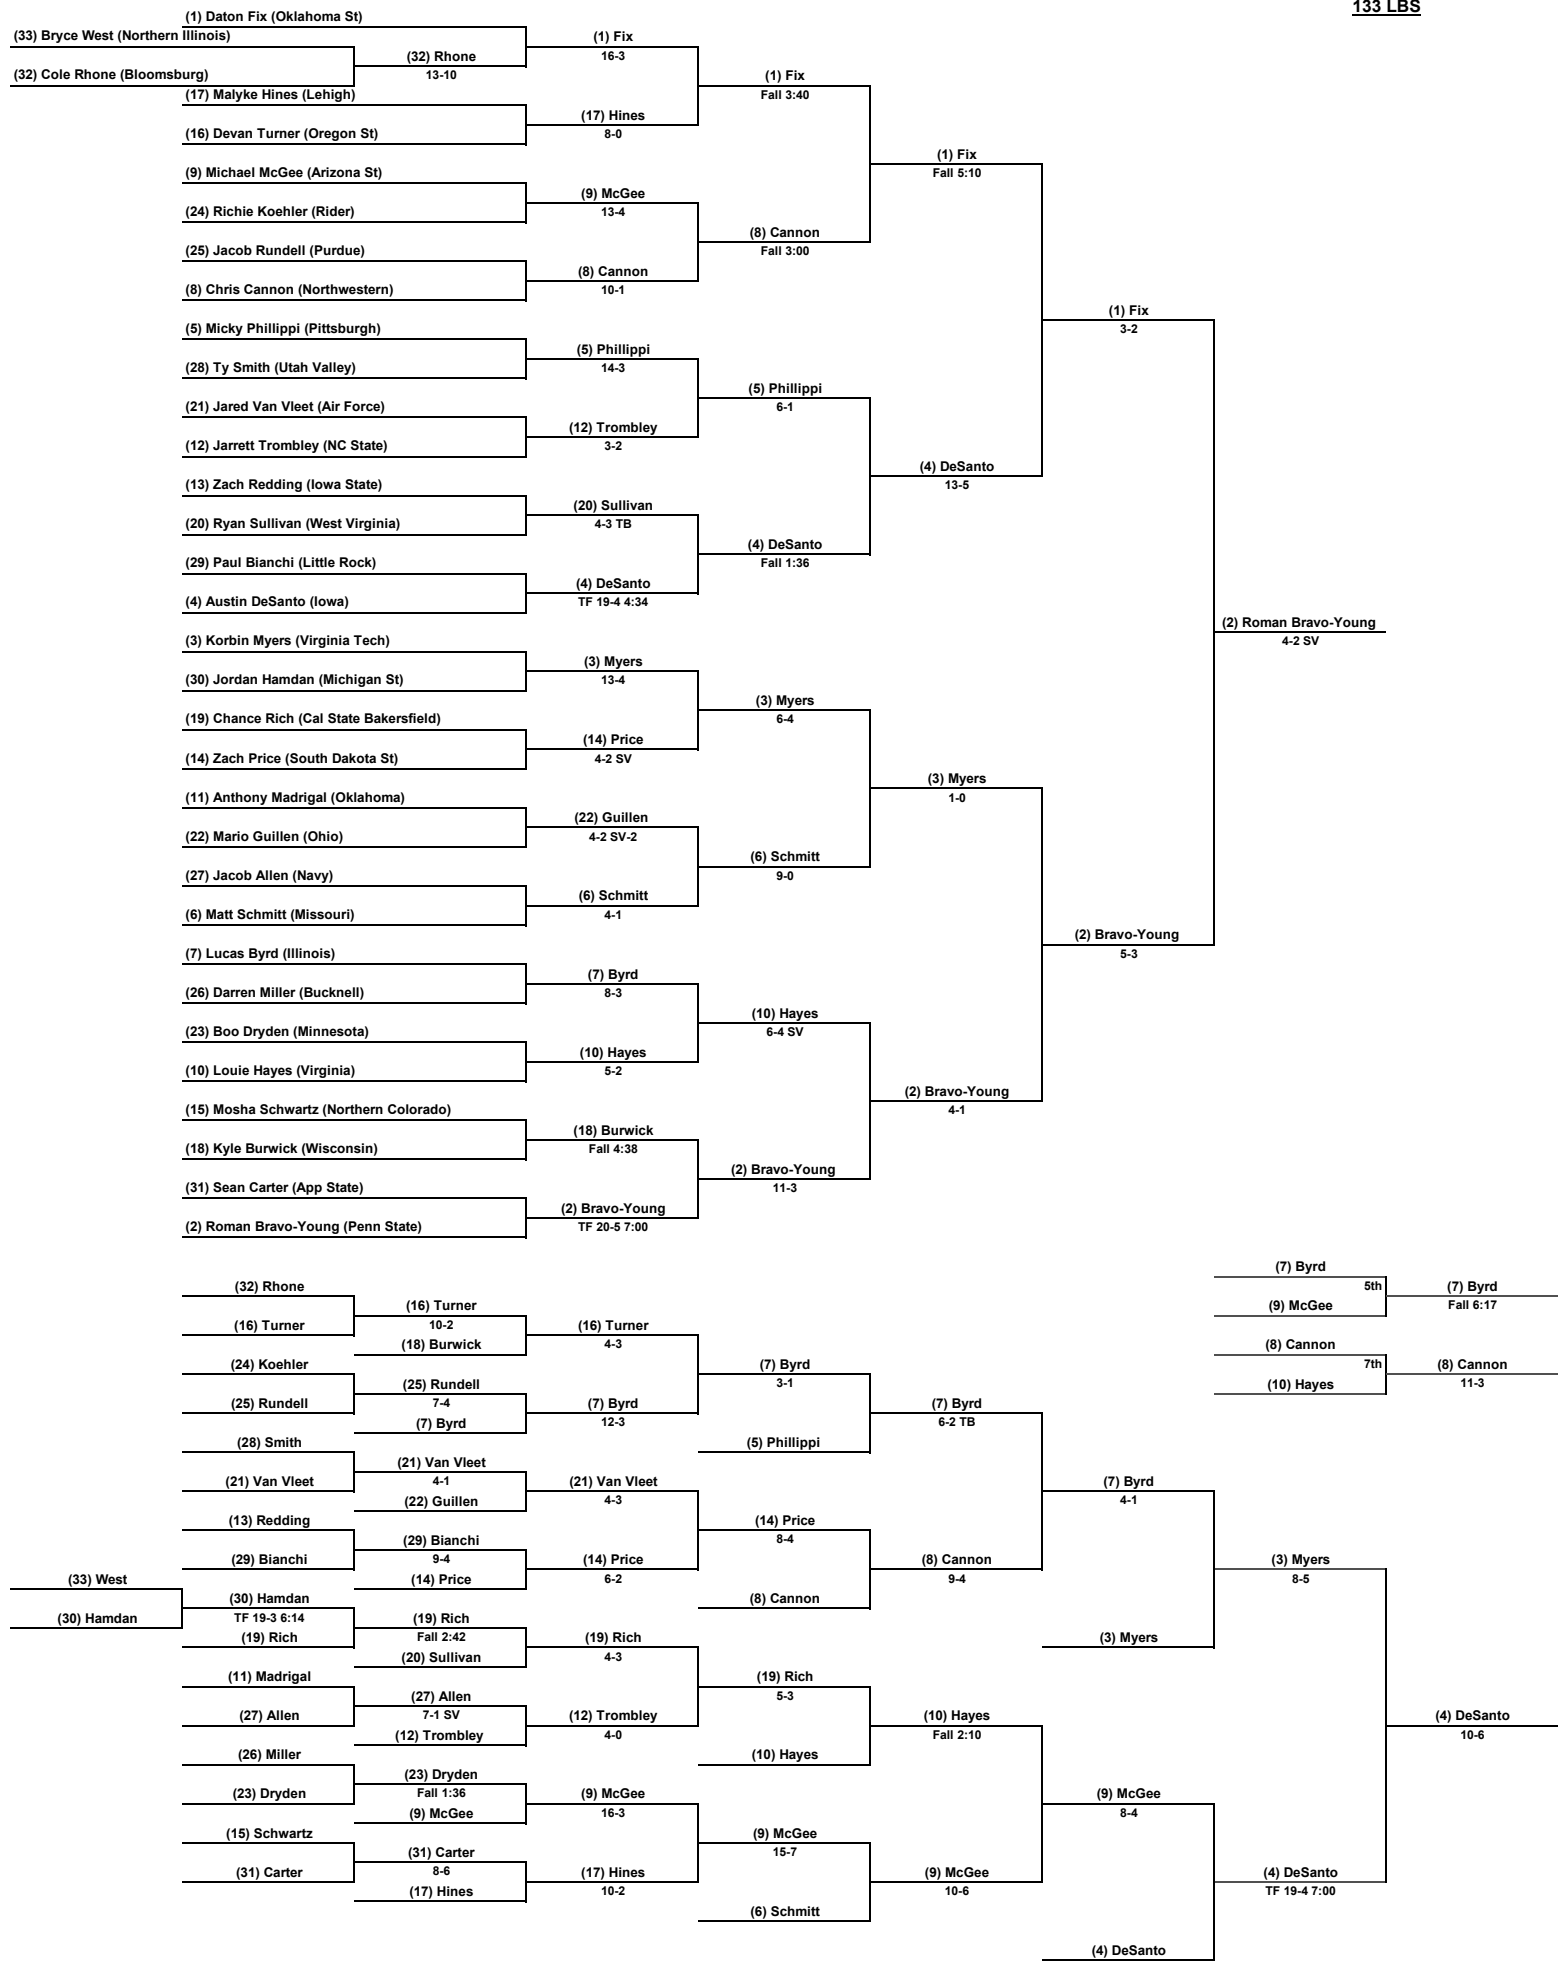 133 LBS
(1) Daton Fix (Oklahoma St)
(33) Bryce West (Northern Illinois)
(1) Fix
16-3
(32) Rhone
13-10
(32) Cole Rhone (Bloomsburg)
(1) Fix
Fall 3:40
(17) Malyke Hines (Lehigh)
(17) Hines
8-0
(16) Devan Turner (Oregon St)
(1) Fix
Fall 5:10
(9) Michael McGee (Arizona St)
(9) McGee
13-4
(24) Richie Koehler (Rider)
(8) Cannon
Fall 3:00
(25) Jacob Rundell (Purdue)
(8) Cannon
10-1
(8) Chris Cannon (Northwestern)
(1) Fix
3-2
(5) Micky Phillippi (Pittsburgh)
(5) Phillippi
14-3
(28) Ty Smith (Utah Valley)
(5) Phillippi
6-1
(21) Jared Van Vleet (Air Force)
(12) Trombley
3-2
(12) Jarrett Trombley (NC State)
(4) DeSanto
13-5
(13) Zach Redding (Iowa State)
(20) Sullivan
4-3 TB
(20) Ryan Sullivan (West Virginia)
(4) DeSanto
Fall 1:36
(29) Paul Bianchi (Little Rock)
(4) DeSanto
TF 19-4 4:34
(4) Austin DeSanto (Iowa)
(2) Roman Bravo-Young
4-2 SV
(3) Korbin Myers (Virginia Tech)
(3) Myers
13-4
(30) Jordan Hamdan (Michigan St)
(3) Myers
6-4
(19) Chance Rich (Cal State Bakersfield)
(14) Price
4-2 SV
(14) Zach Price (South Dakota St)
(3) Myers
1-0
(11) Anthony Madrigal (Oklahoma)
(22) Guillen
4-2 SV-2
(22) Mario Guillen (Ohio)
(6) Schmitt
9-0
(27) Jacob Allen (Navy)
(6) Schmitt
4-1
(6) Matt Schmitt (Missouri)
(2) Bravo-Young
5-3
(7) Lucas Byrd (Illinois)
(7) Byrd
8-3
(26) Darren Miller (Bucknell)
(10) Hayes
6-4 SV
(23) Boo Dryden (Minnesota)
(10) Hayes
5-2
(10) Louie Hayes (Virginia)
(2) Bravo-Young
4-1
(15) Mosha Schwartz (Northern Colorado)
(18) Burwick
Fall 4:38
(18) Kyle Burwick (Wisconsin)
(2) Bravo-Young
11-3
(31) Sean Carter (App State)
(2) Bravo-Young
TF 20-5 7:00
(2) Roman Bravo-Young (Penn State)
(7) Byrd
5th
(7) Byrd
Fall 6:17
(9) McGee
(8) Cannon
7th
(8) Cannon
11-3
(10) Hayes
(32) Rhone
(16) Turner
10-2
(16) Turner
(16) Turner
4-3
(18) Burwick
(24) Koehler
(7) Byrd
3-1
(25) Rundell
7-4
(25) Rundell
(7) Byrd
12-3
(7) Byrd
6-2 TB
(7) Byrd
(28) Smith
(5) Phillippi
(21) Van Vleet
4-1
(21) Van Vleet
(21) Van Vleet
4-3
(7) Byrd
4-1
(22) Guillen
(13) Redding
(14) Price
8-4
(29) Bianchi
9-4
(29) Bianchi
(14) Price
6-2
(8) Cannon
9-4
(3) Myers
8-5
(33) West
(14) Price
(30) Hamdan
TF 19-3 6:14
(8) Cannon
(30) Hamdan
(19) Rich
Fall 2:42
(19) Rich
(19) Rich
4-3
(3) Myers
(20) Sullivan
(11) Madrigal
(19) Rich
5-3
(27) Allen
7-1 SV
(27) Allen
(12) Trombley
4-0
(10) Hayes
Fall 2:10
(4) DeSanto
10-6
(12) Trombley
(26) Miller
(10) Hayes
(23) Dryden
Fall 1:36
(23) Dryden
(9) McGee
16-3
(9) McGee
8-4
(9) McGee
(15) Schwartz
(9) McGee
15-7
(31) Carter
8-6
(31) Carter
(17) Hines
10-2
(9) McGee
10-6
(4) DeSanto
TF 19-4 7:00
(17) Hines
(6) Schmitt
(4) DeSanto